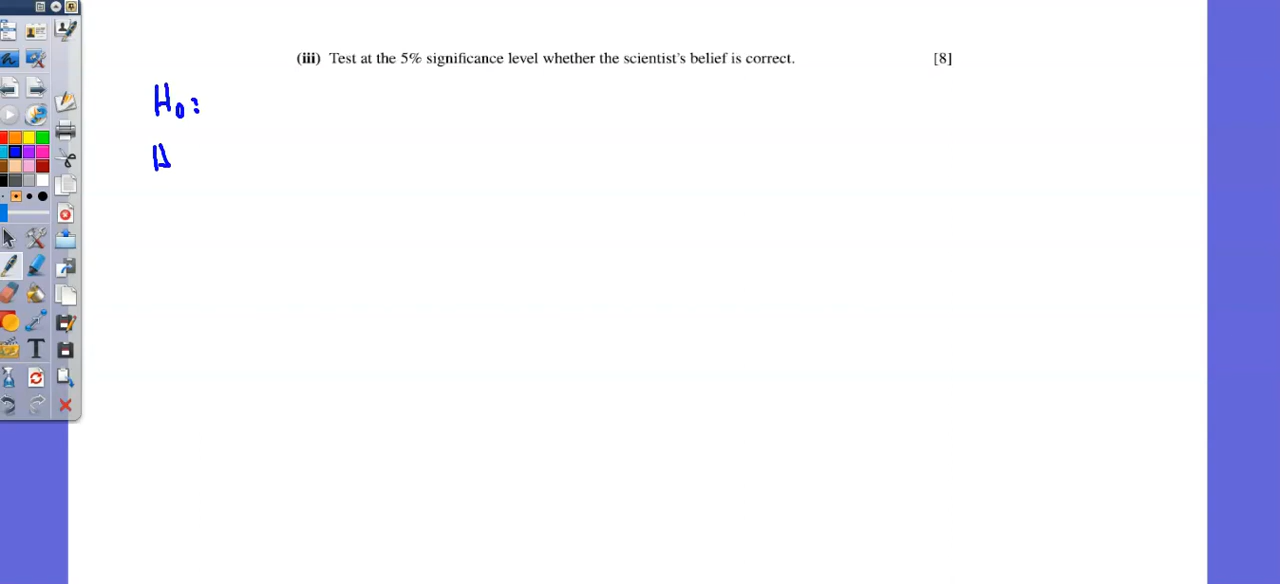 (iii) Test at the 5% significance level whether the scientist's belief is correct. [8]
H₀:
H
T